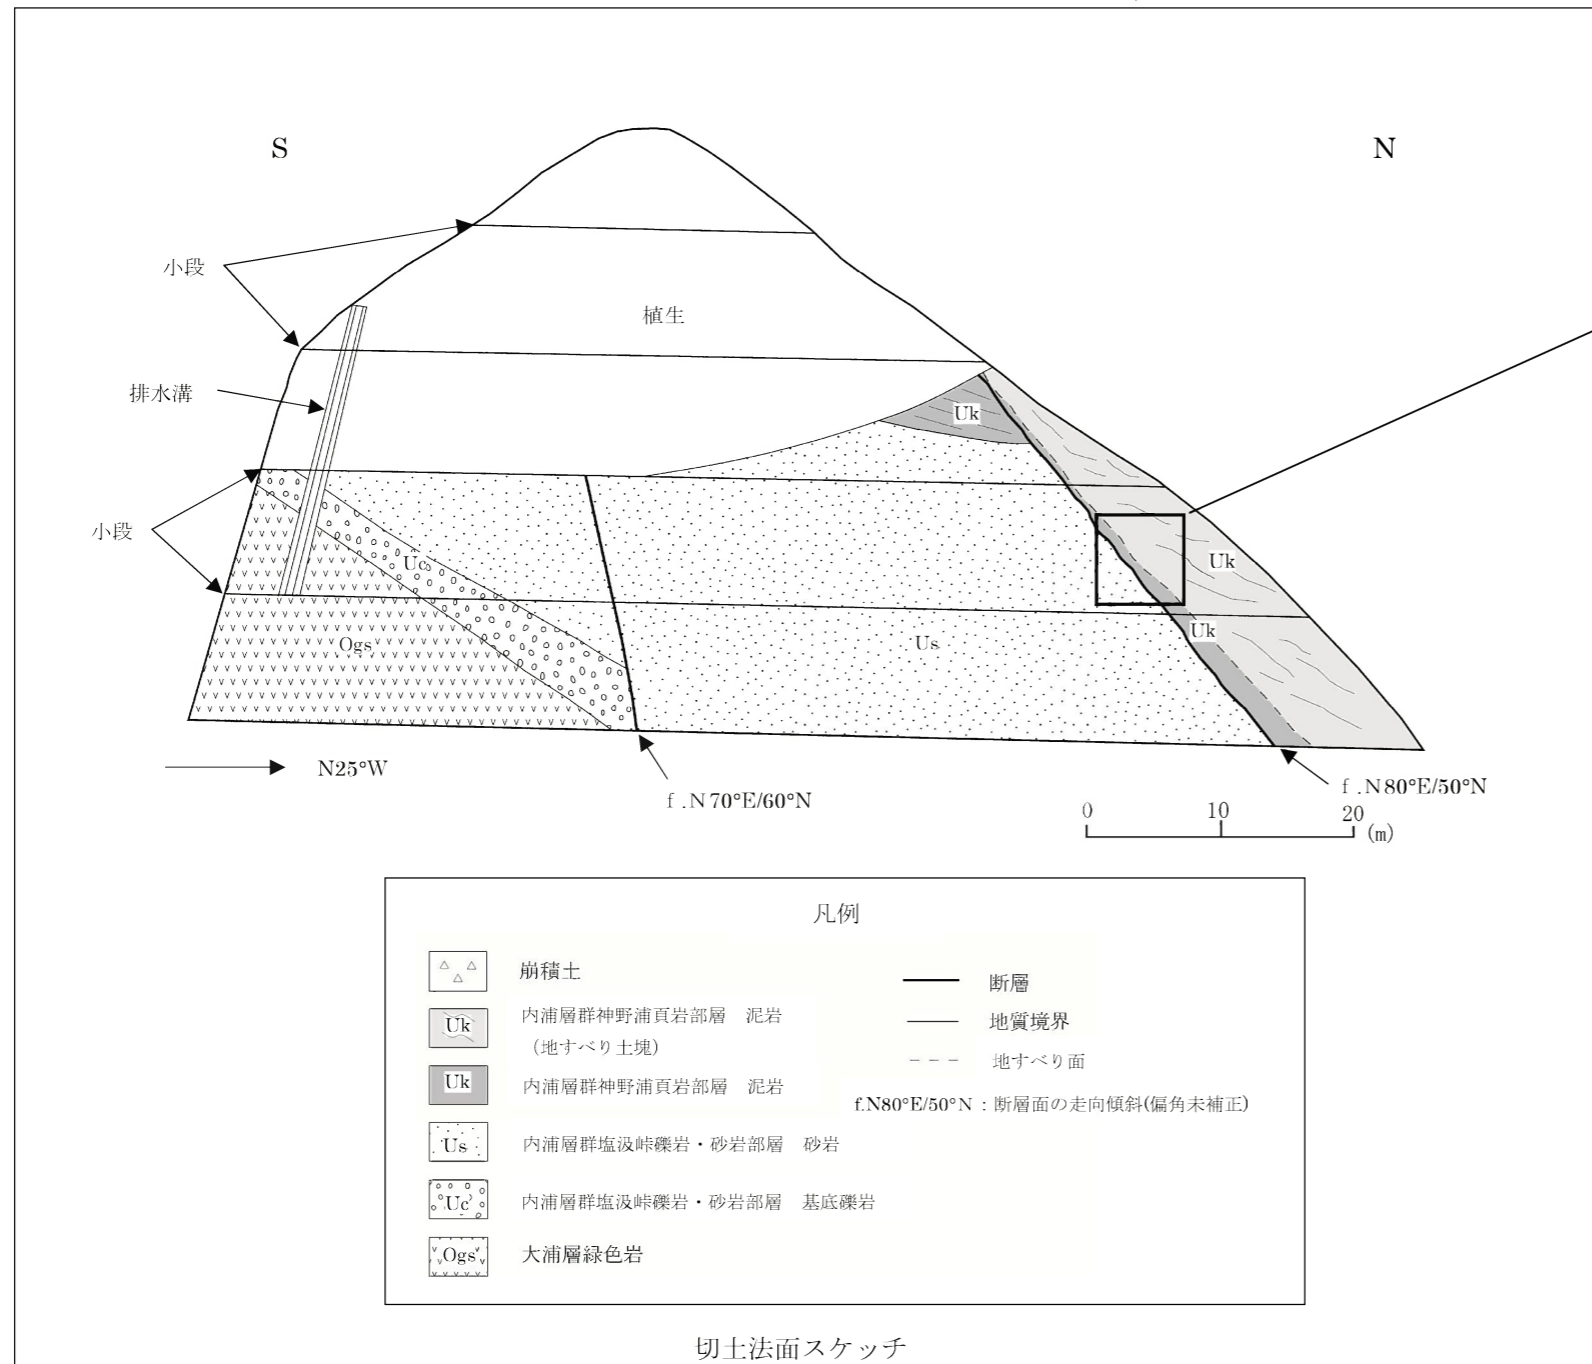 S
N
小段
植生
排水溝
Uk
小段
Uk
Uc
Uk
Ogs
Us
N25°W
f .N70°E/60°N
f .N80°E/50°N
0 10 20 (m)
凡例
崩積土
断層
Uk
内浦層群神野浦頁岩部層 泥岩
(地すべり土塊)
地質境界
地すべり面
Uk
内浦層群神野浦頁岩部層 泥岩
f.N80°E/50°N : 断層面の走向傾斜(偏角未補正)
Us
内浦層群塩汲峠礫岩・砂岩部層 砂岩
Uc
内浦層群塩汲峠礫岩・砂岩部層 基底礫岩
Ogs
大浦層緑色岩
切土法面スケッチ